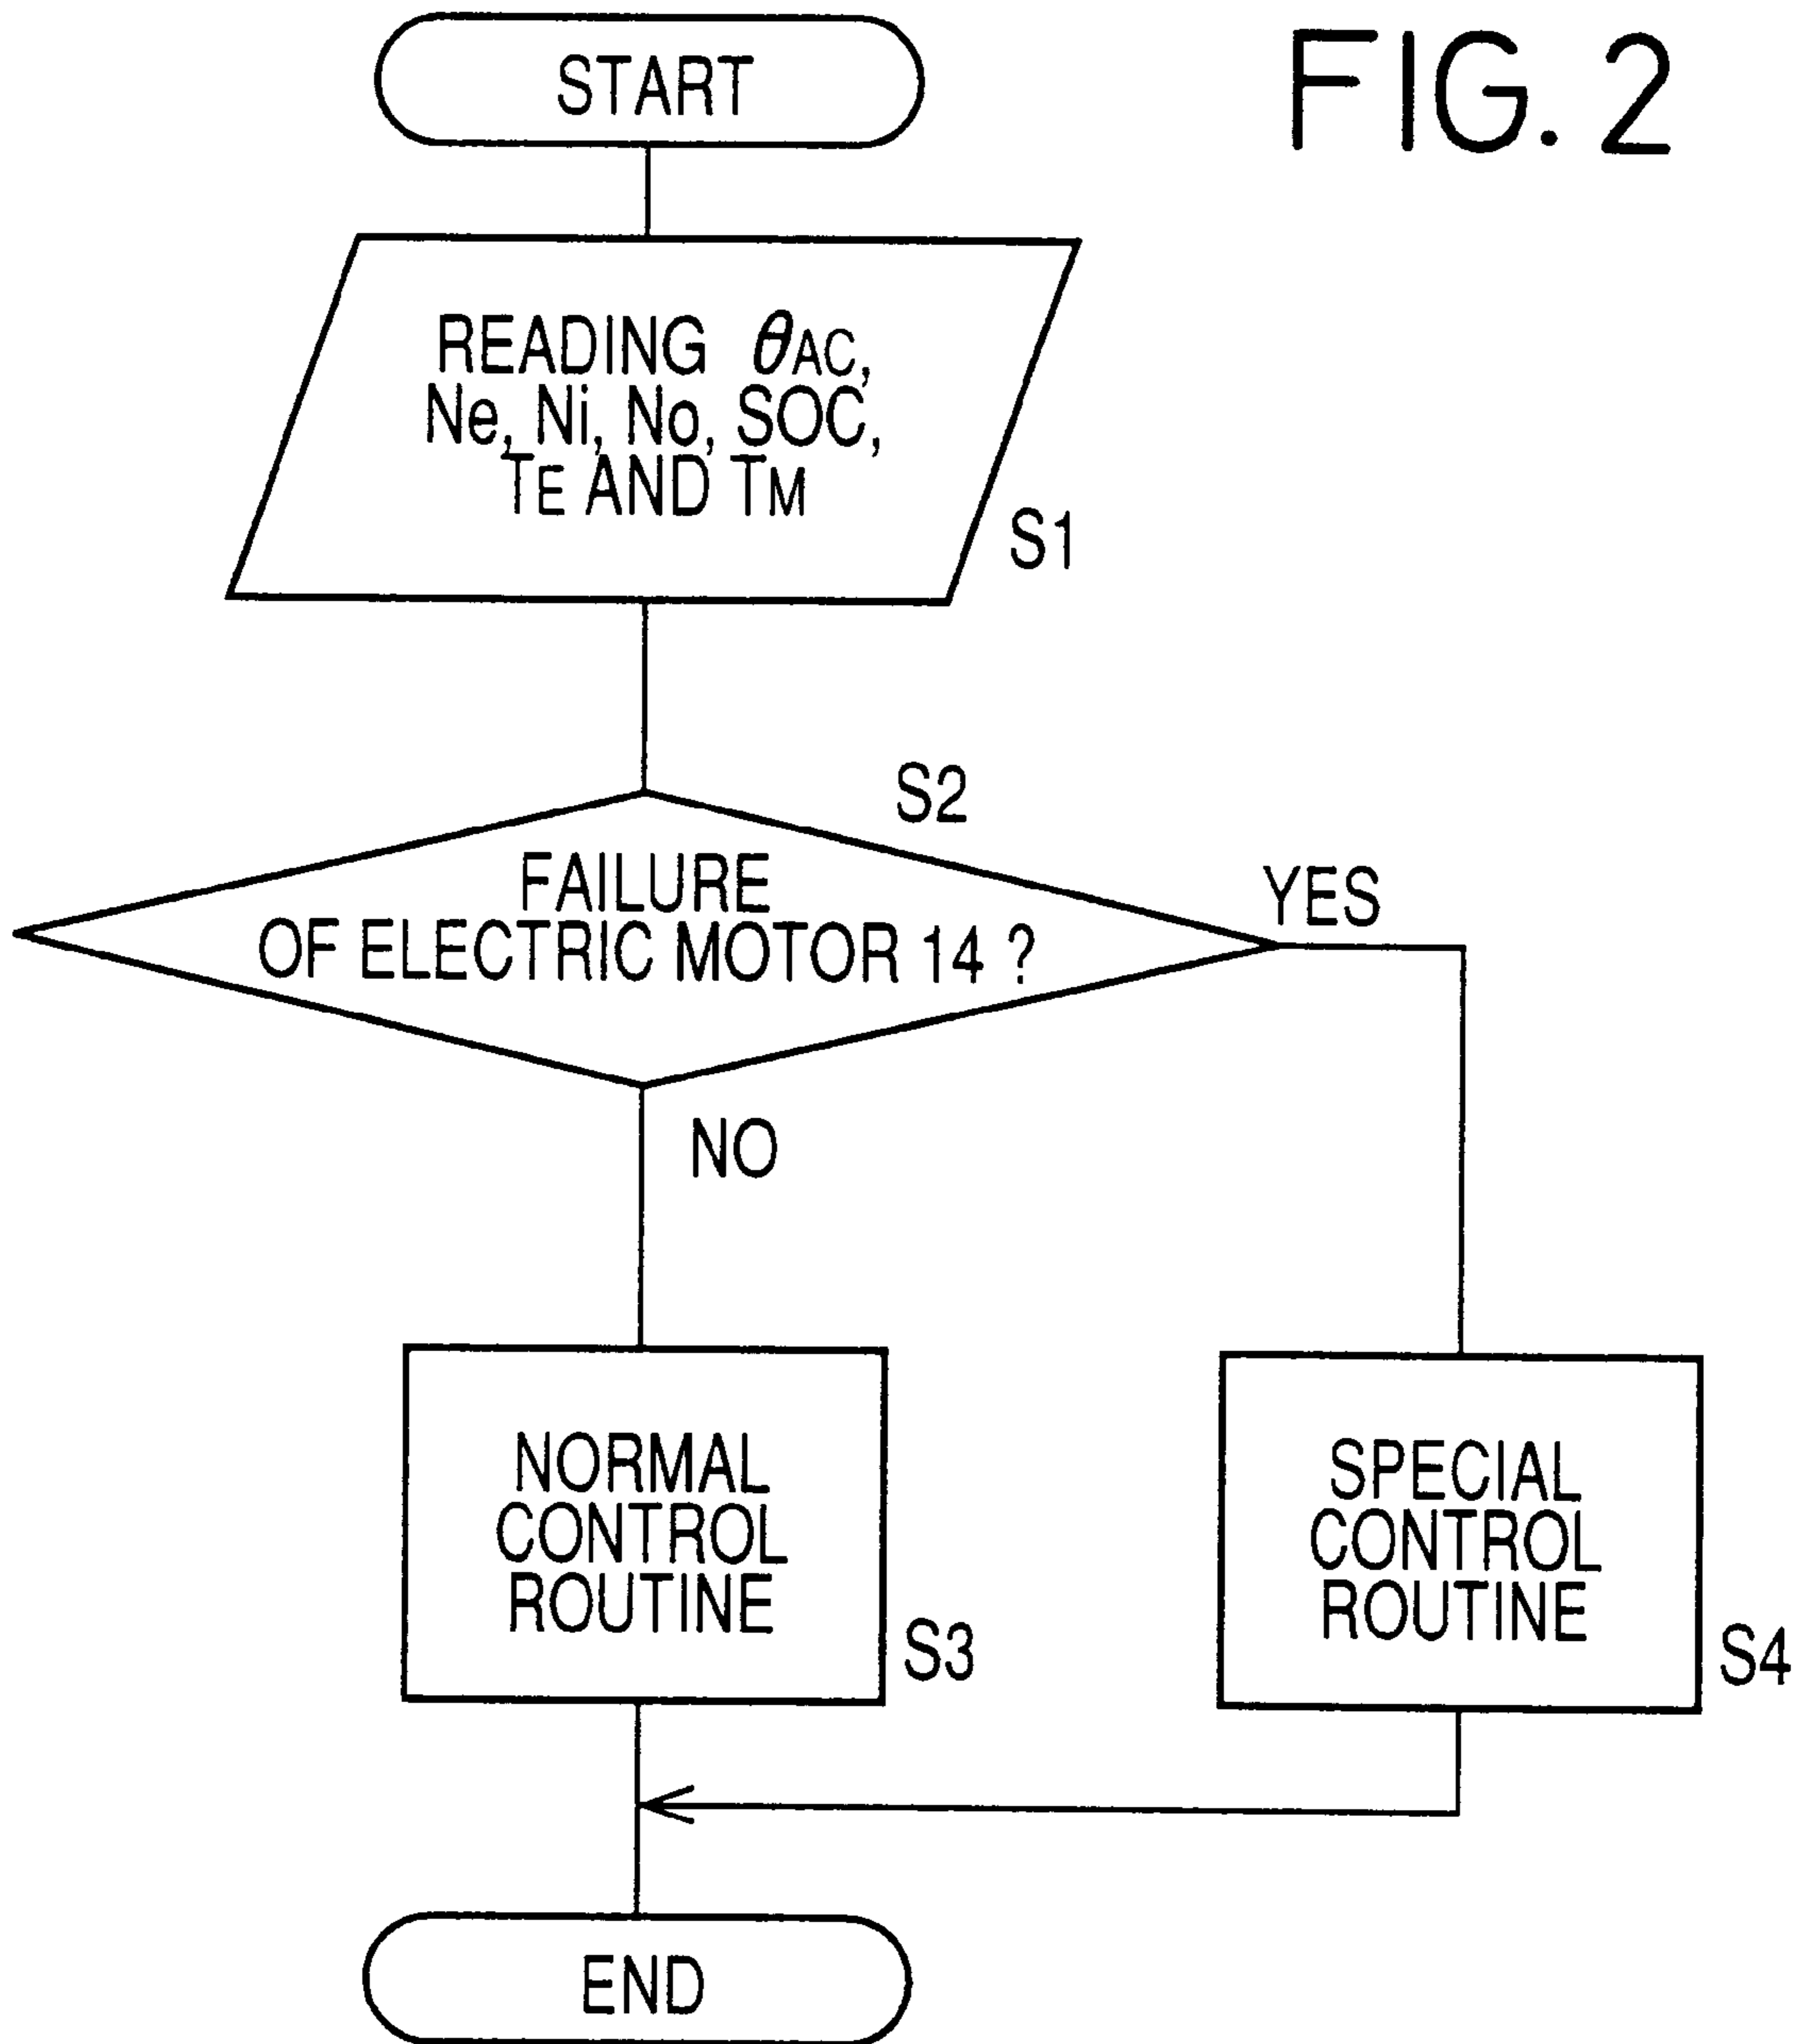 FIG. 2
START
READING θAC,
Ne, Ni, No, SOC,
TE AND TM
S1
S2
FAILURE
OF ELECTRIC MOTOR 14 ?
YES
NO
NORMAL
CONTROL
ROUTINE
S3
SPECIAL
CONTROL
ROUTINE
S4
END